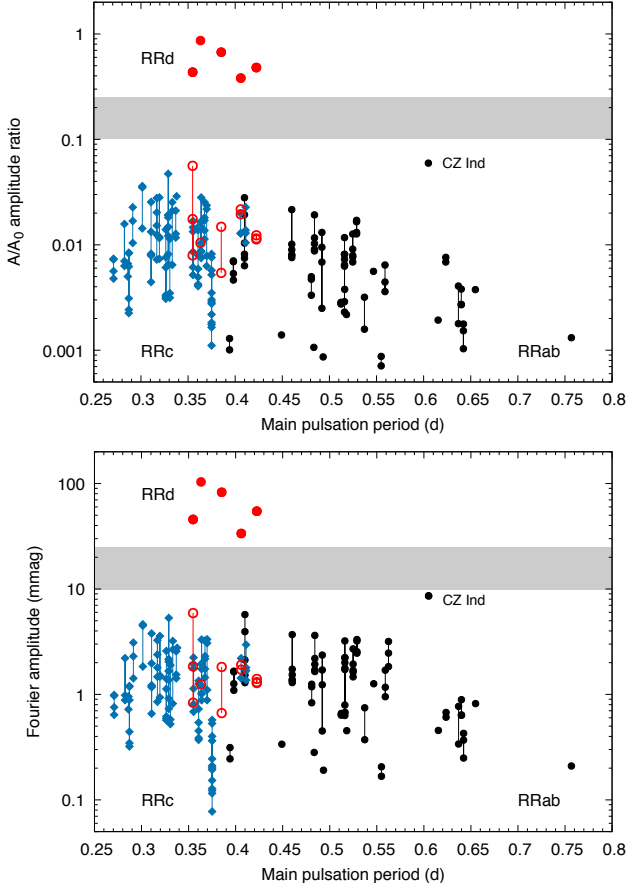 1
RRd
0.1
CZ Ind
A/A0 amplitude ratio
0.01
0.001
RRc
RRab
0.25 0.3 0.35 0.4 0.45 0.5 0.55 0.6 0.65 0.7 0.75 0.8
Main pulsation period (d)
100
RRd
10
CZ Ind
Fourier amplitude (mmag)
1
0.1
RRc
RRab
0.25 0.3 0.35 0.4 0.45 0.5 0.55 0.6 0.65 0.7 0.75 0.8
Main pulsation period (d)